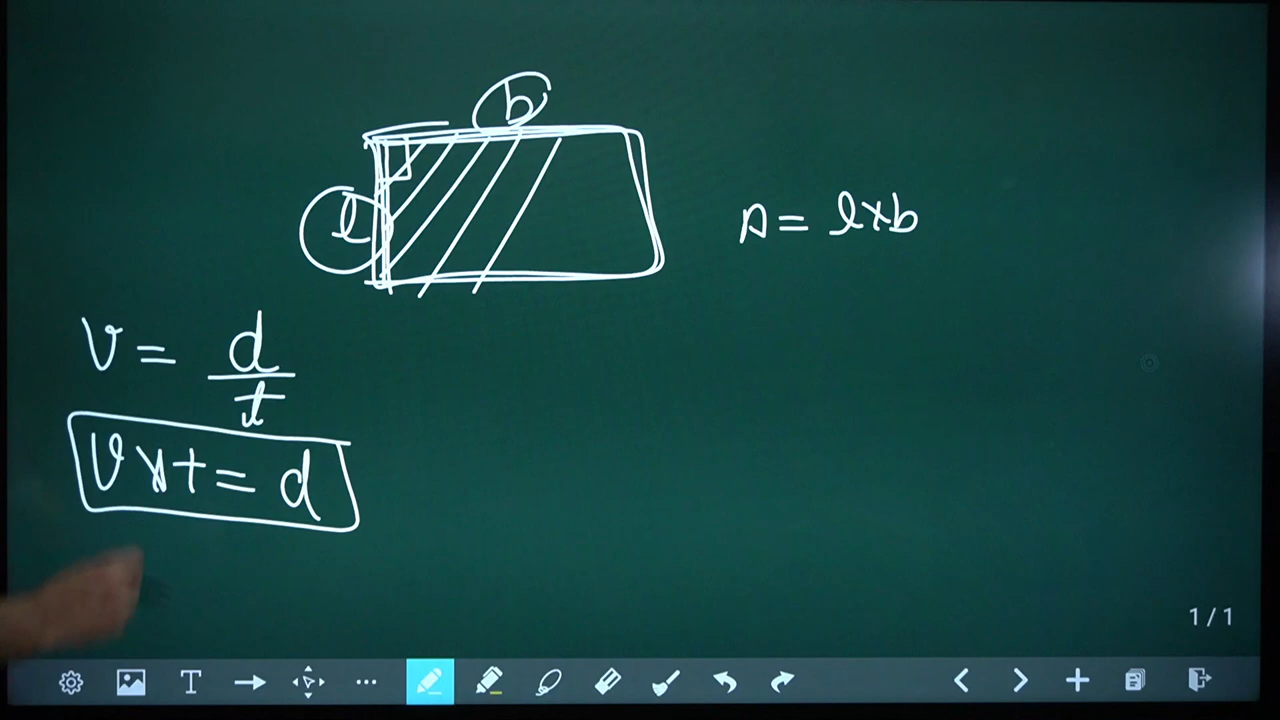 b
l
A = l×b
v = d/t
v×t = d
1/1
T